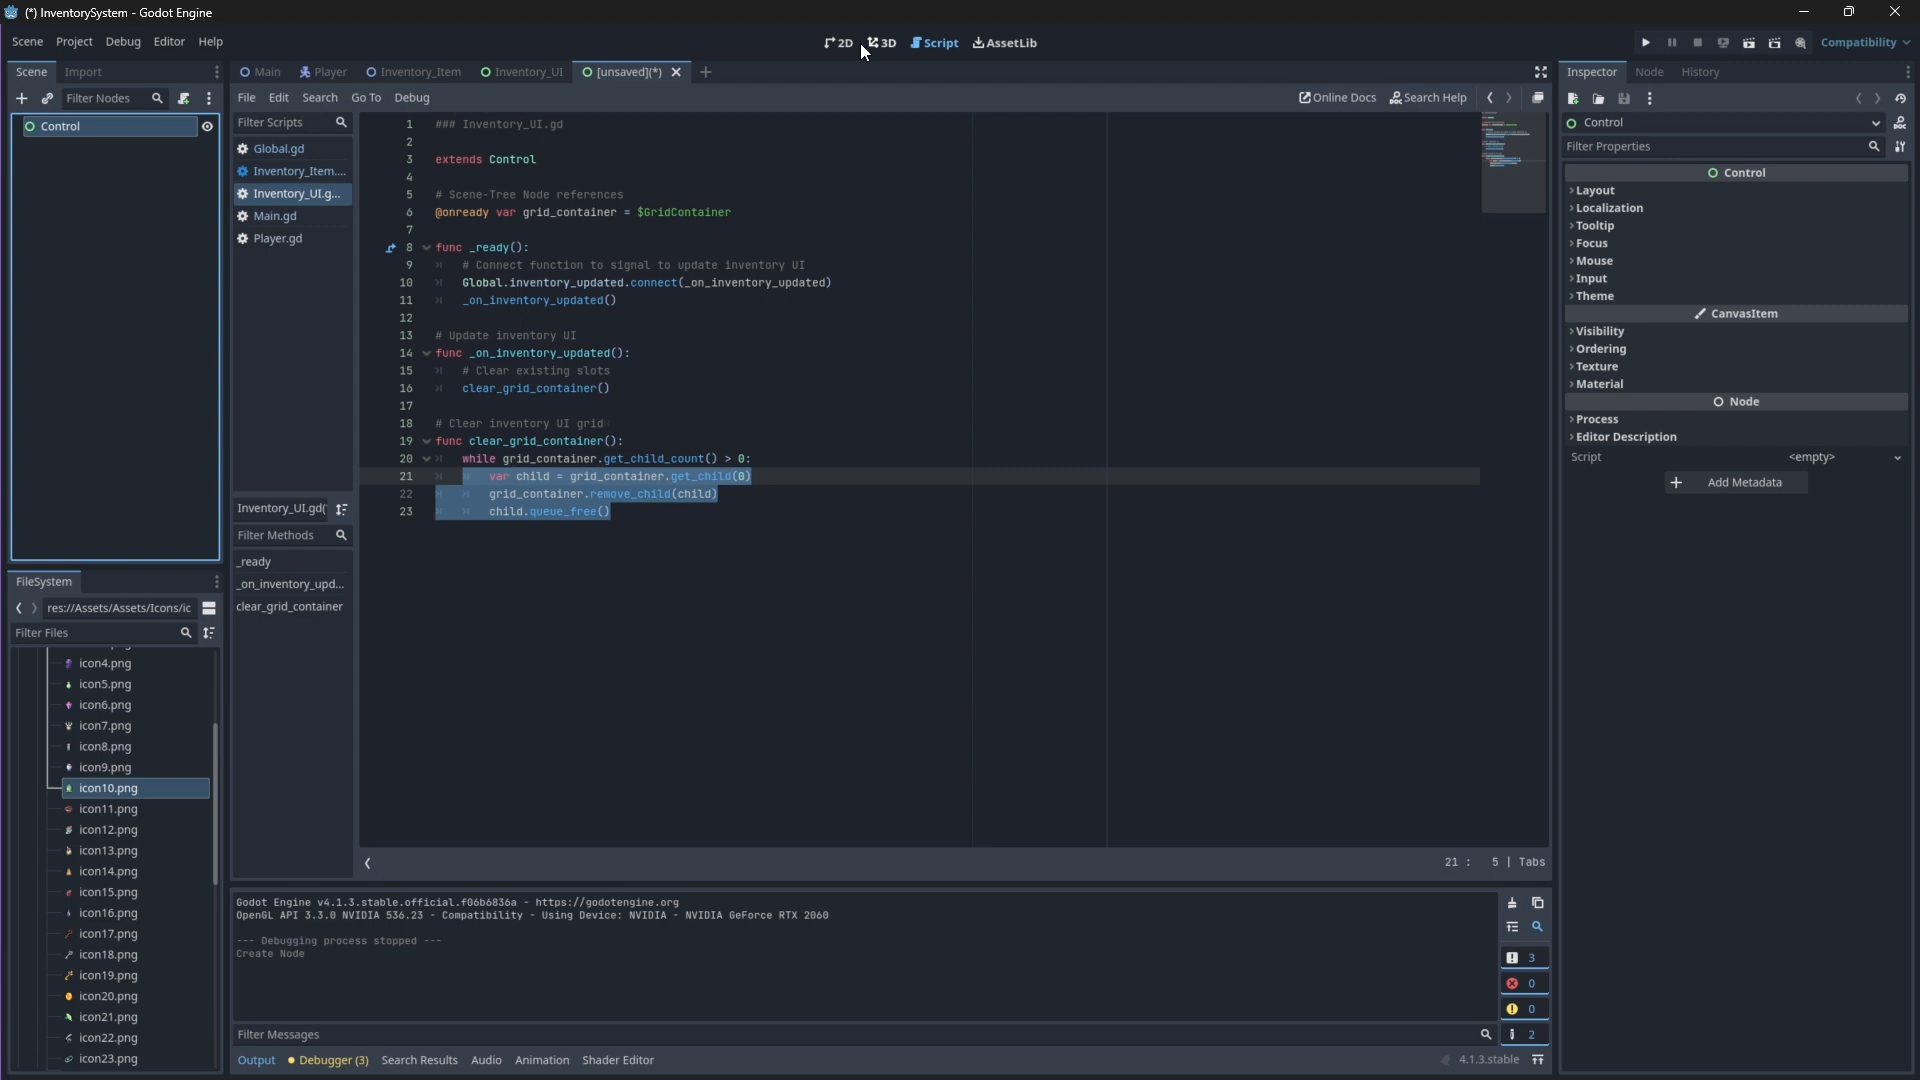 (*) InventorySystem - Godot Engine
Scene Project Debug Editor Help
2D 3D Script AssetLib
Compatibility
Scene Import
Main Player Inventory_Item Inventory_UI [unsaved](*)
Inspector Node History
Filter Nodes
File Edit Search Go To Debug
Online Docs Search Help
Control
Filter Scripts
Global.gd
Inventory_Item....
Inventory_UI.g...
Main.gd
Player.gd
1 ### Inventory_UI.gd
2
3 extends Control
4
5 # Scene-Tree Node references
6 @onready var grid_container = $GridContainer
7
8 func _ready():
9 # Connect function to signal to update inventory UI
10 Global.inventory_updated.connect(_on_inventory_updated)
11 _on_inventory_updated()
12
13 # Update inventory UI
14 func _on_inventory_updated():
15 # Clear existing slots
16 clear_grid_container()
17
18 # Clear inventory UI grid
19 func clear_grid_container():
20 while grid_container.get_child_count() > 0:
21 var child = grid_container.get_child(0)
22 grid_container.remove_child(child)
23 child.queue_free()
Inventory_UI.gd(
Filter Methods
_ready
_on_inventory_upd...
clear_grid_container
21 : 5 | Tabs
Control
Filter Properties
Control
Layout
Localization
Tooltip
Focus
Mouse
Input
Theme
CanvasItem
Visibility
Ordering
Texture
Material
Node
Process
Editor Description
Script <empty>
Add Metadata
FileSystem
res://Assets/Assets/Icons/ic
Filter Files
icon4.png
icon5.png
icon6.png
icon7.png
icon8.png
icon9.png
icon10.png
icon11.png
icon12.png
icon13.png
icon14.png
icon15.png
icon16.png
icon17.png
icon18.png
icon19.png
icon20.png
icon21.png
icon22.png
icon23.png
Godot Engine v4.1.3.stable.official.f06b6836a - https://godotengine.org
OpenGL API 3.3.0 NVIDIA 536.23 - Compatibility - Using Device: NVIDIA - NVIDIA GeForce RTX 2060
--- Debugging process stopped ---
Create Node
3
0
0
2
Filter Messages
Output Debugger (3) Search Results Audio Animation Shader Editor
4.1.3.stable